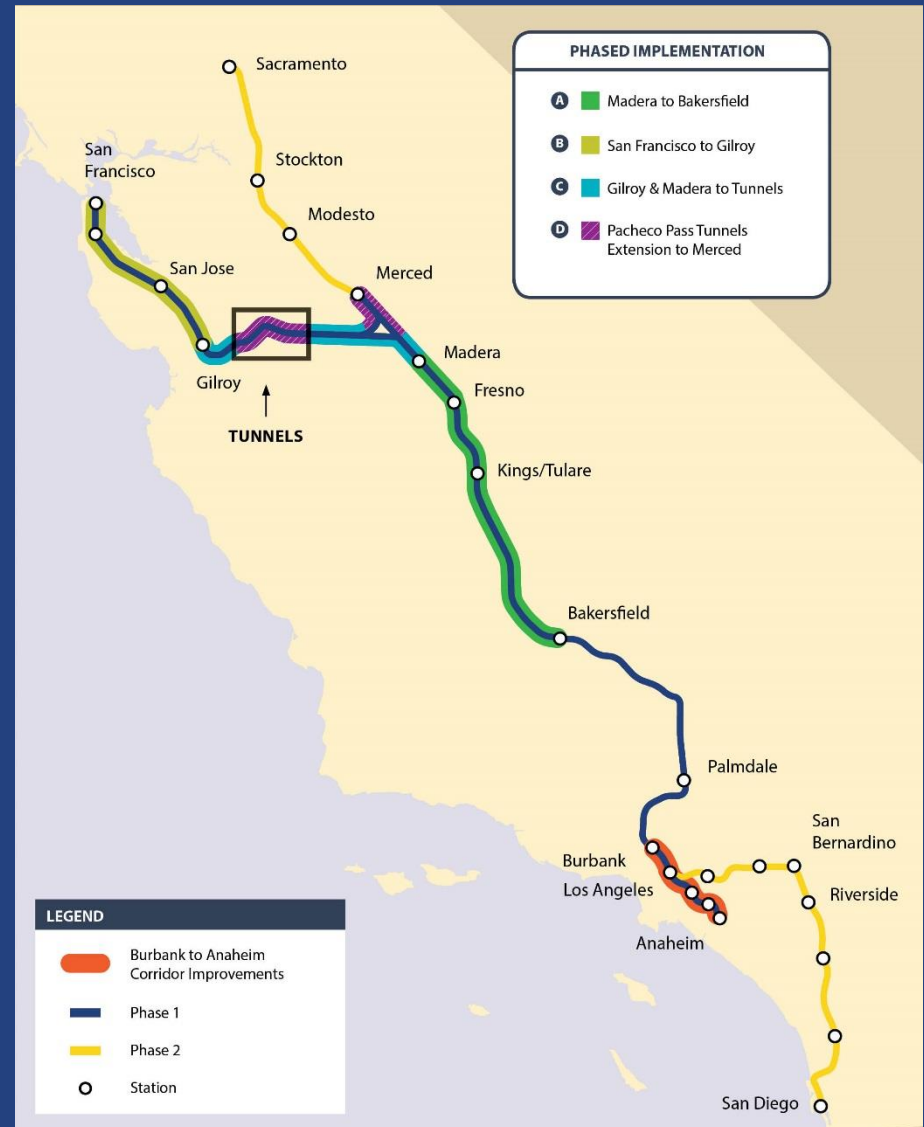 PHASED IMPLEMENTATION
A Madera to Bakersfield
B San Francisco to Gilroy
C Gilroy & Madera to Tunnels
D Pacheco Pass Tunnels
Extension to Merced
Sacramento
Stockton
San
Francisco
Modesto
San Jose
Merced
Gilroy
Madera
TUNNELS
Fresno
Kings/Tulare
Bakersfield
Palmdale
San
Bernardino
Burbank
Los Angeles
Riverside
Anaheim
San Diego
LEGEND
Burbank to Anaheim
Corridor Improvements
Phase 1
Phase 2
Station